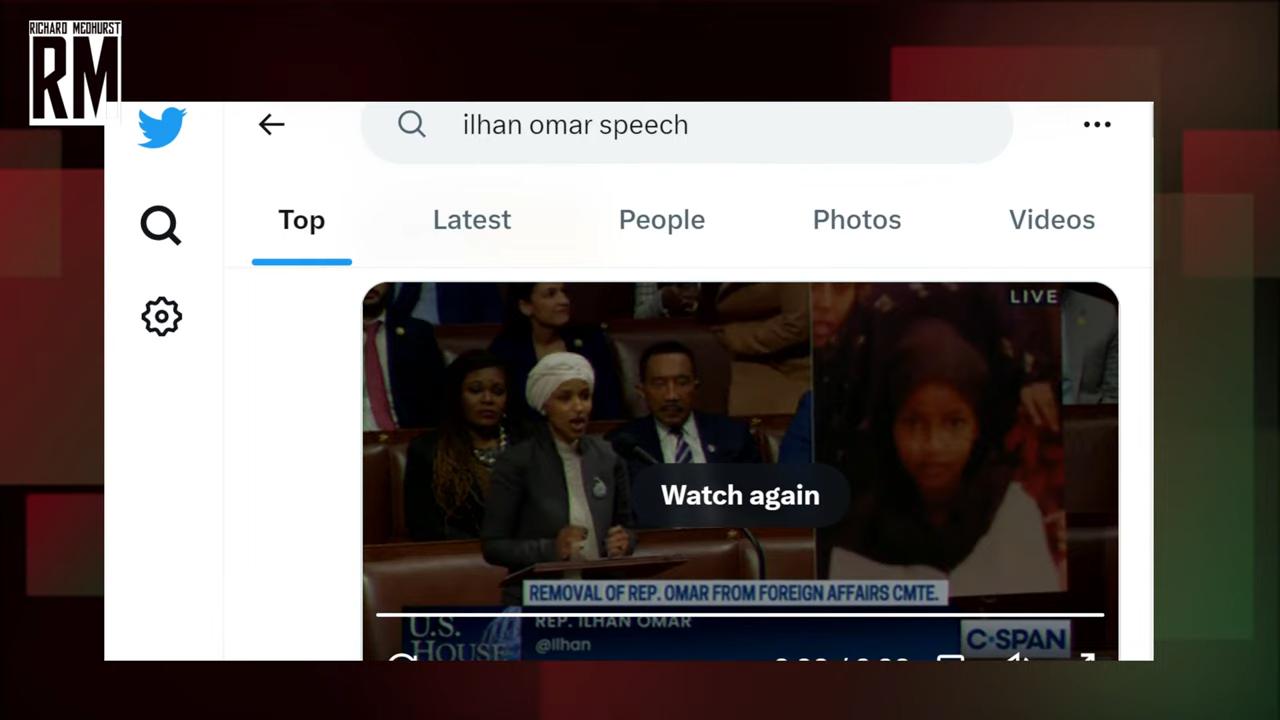 RICHARD MEDHURST
RM
ilhan omar speech
Top
Latest
People
Photos
Videos
LIVE
Watch again
REMOVAL OF REP. OMAR FROM FOREIGN AFFAIRS CMTE.
U.S.
HOUSE
REP. ILHAN OMAR
@Ilhan
C-SPAN